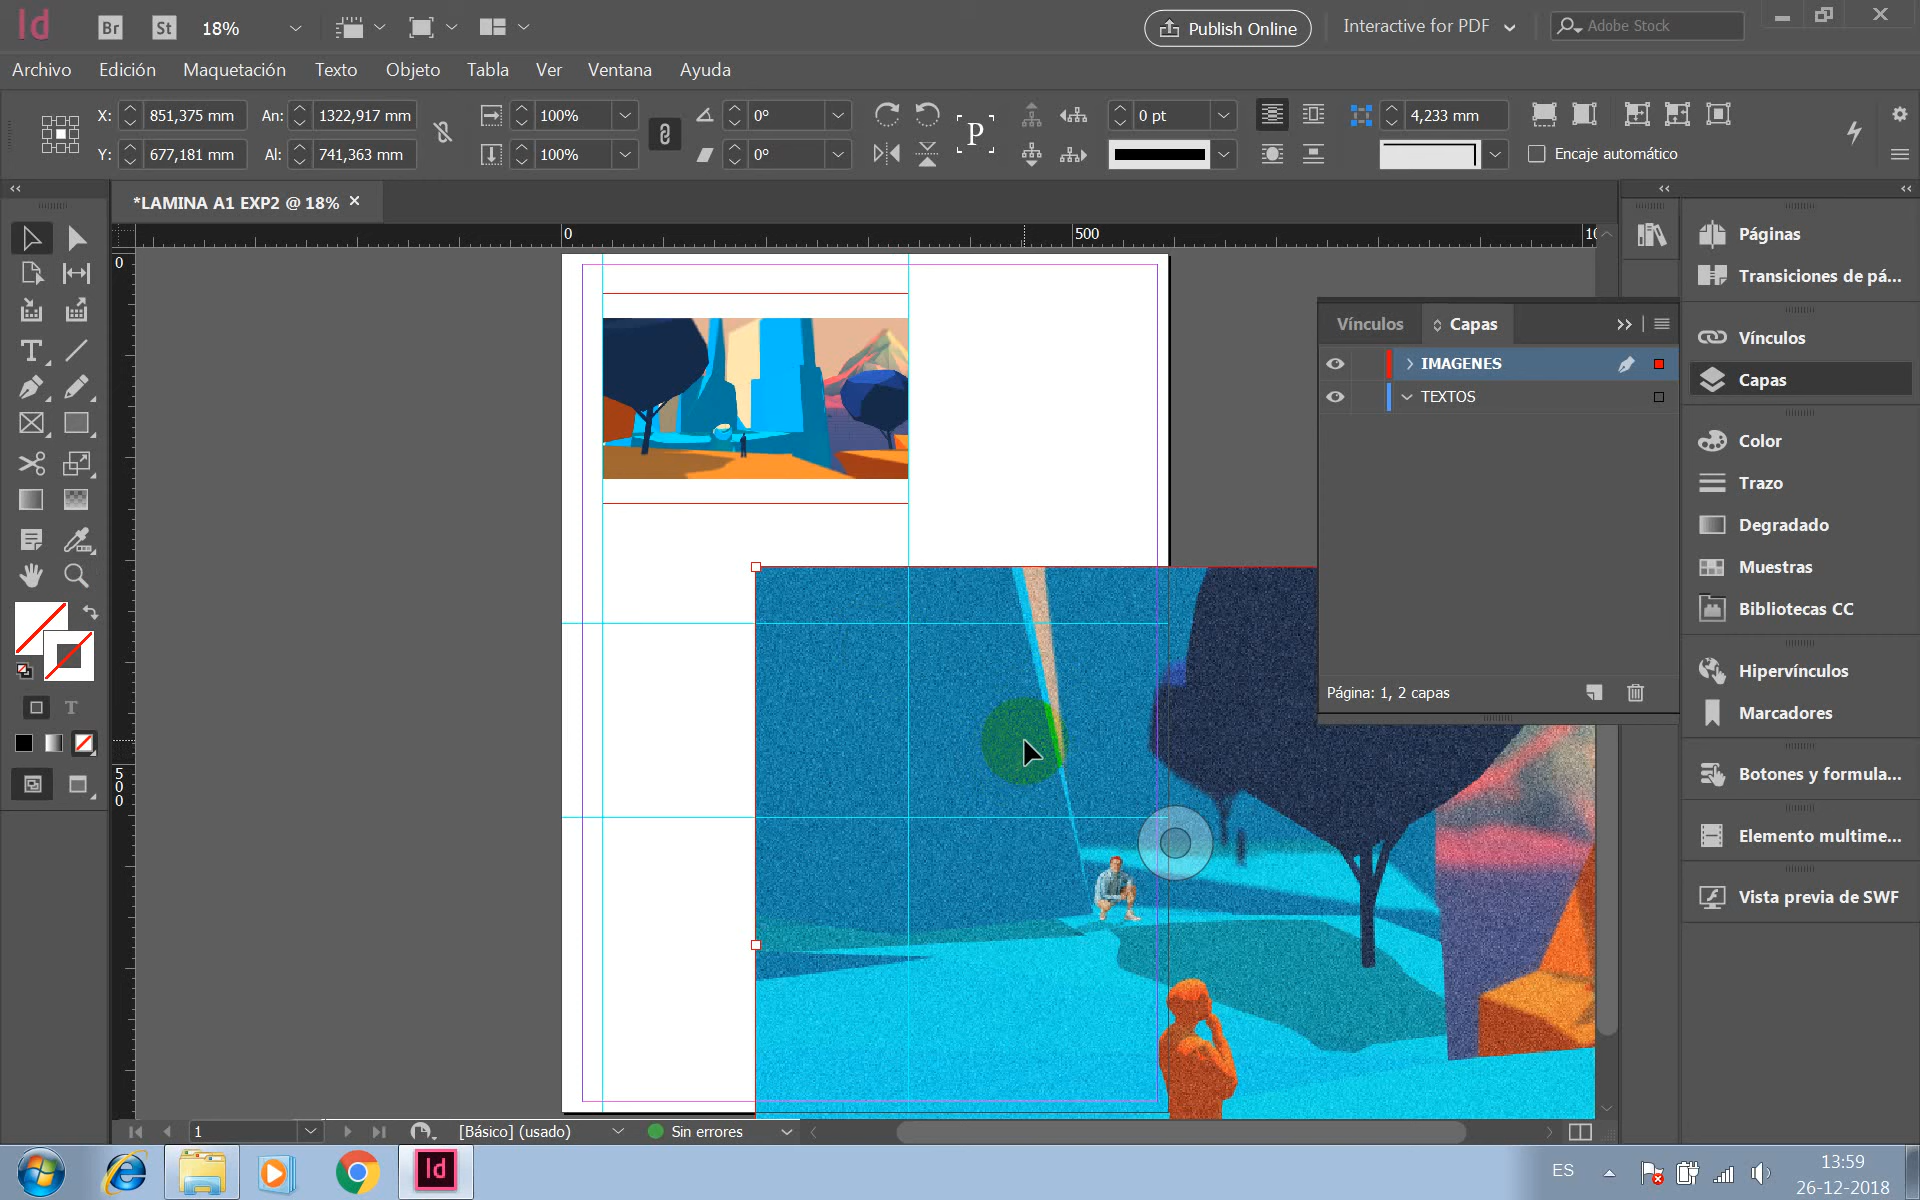 Id Br St 18% Publish Online Interactive for PDF Adobe Stock
Archivo Edición Maquetación Texto Objeto Tabla Ver Ventana Ayuda
X: 851,375 mm An: 1322,917 mm 100% 0° P 0 pt 4,233 mm
Y: 677,181 mm Al: 741,363 mm 100% 0° Encaje automático
*LAMINA A1 EXP2 @ 18%
0 500 10
0
500
Vínculos Capas
IMAGENES
TEXTOS
Página: 1, 2 capas
Páginas
Transiciones de pá...
Vínculos
Capas
Color
Trazo
Degradado
Muestras
Bibliotecas CC
Hipervínculos
Marcadores
Botones y formula...
Elemento multime...
Vista previa de SWF
T
T
1 [Básico] (usado) Sin errores
Id ES 13:59
26-12-2018